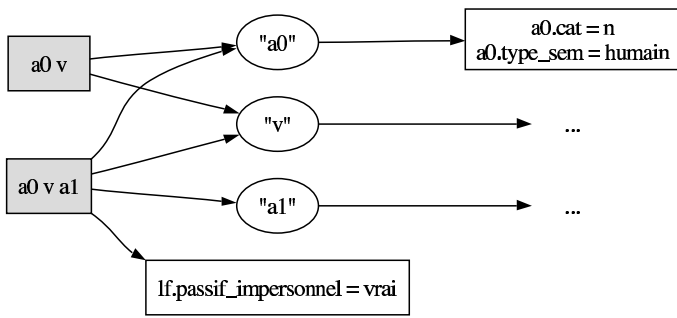 a0 v
"a0"
a0.cat = n
a0.type_sem = humain
"v"
...
a0 v a1
"a1"
...
lf.passif_impersonnel = vrai